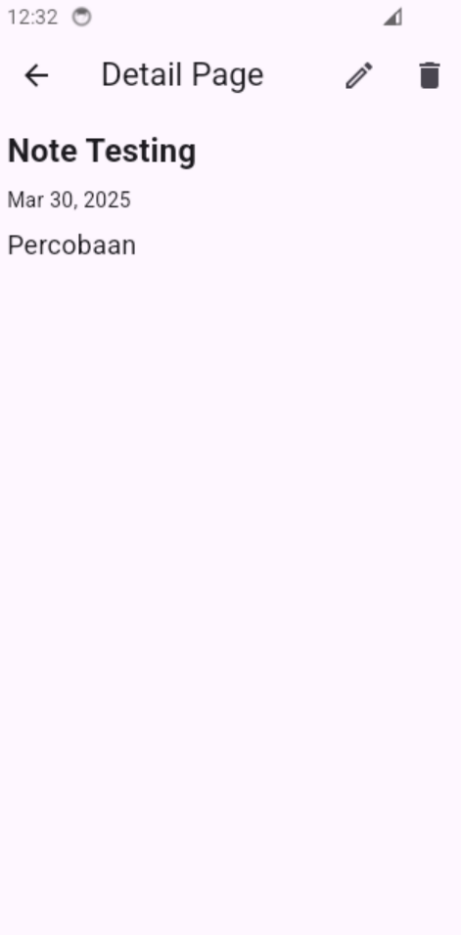 12:32
Detail Page
Note Testing
Mar 30, 2025
Percobaan